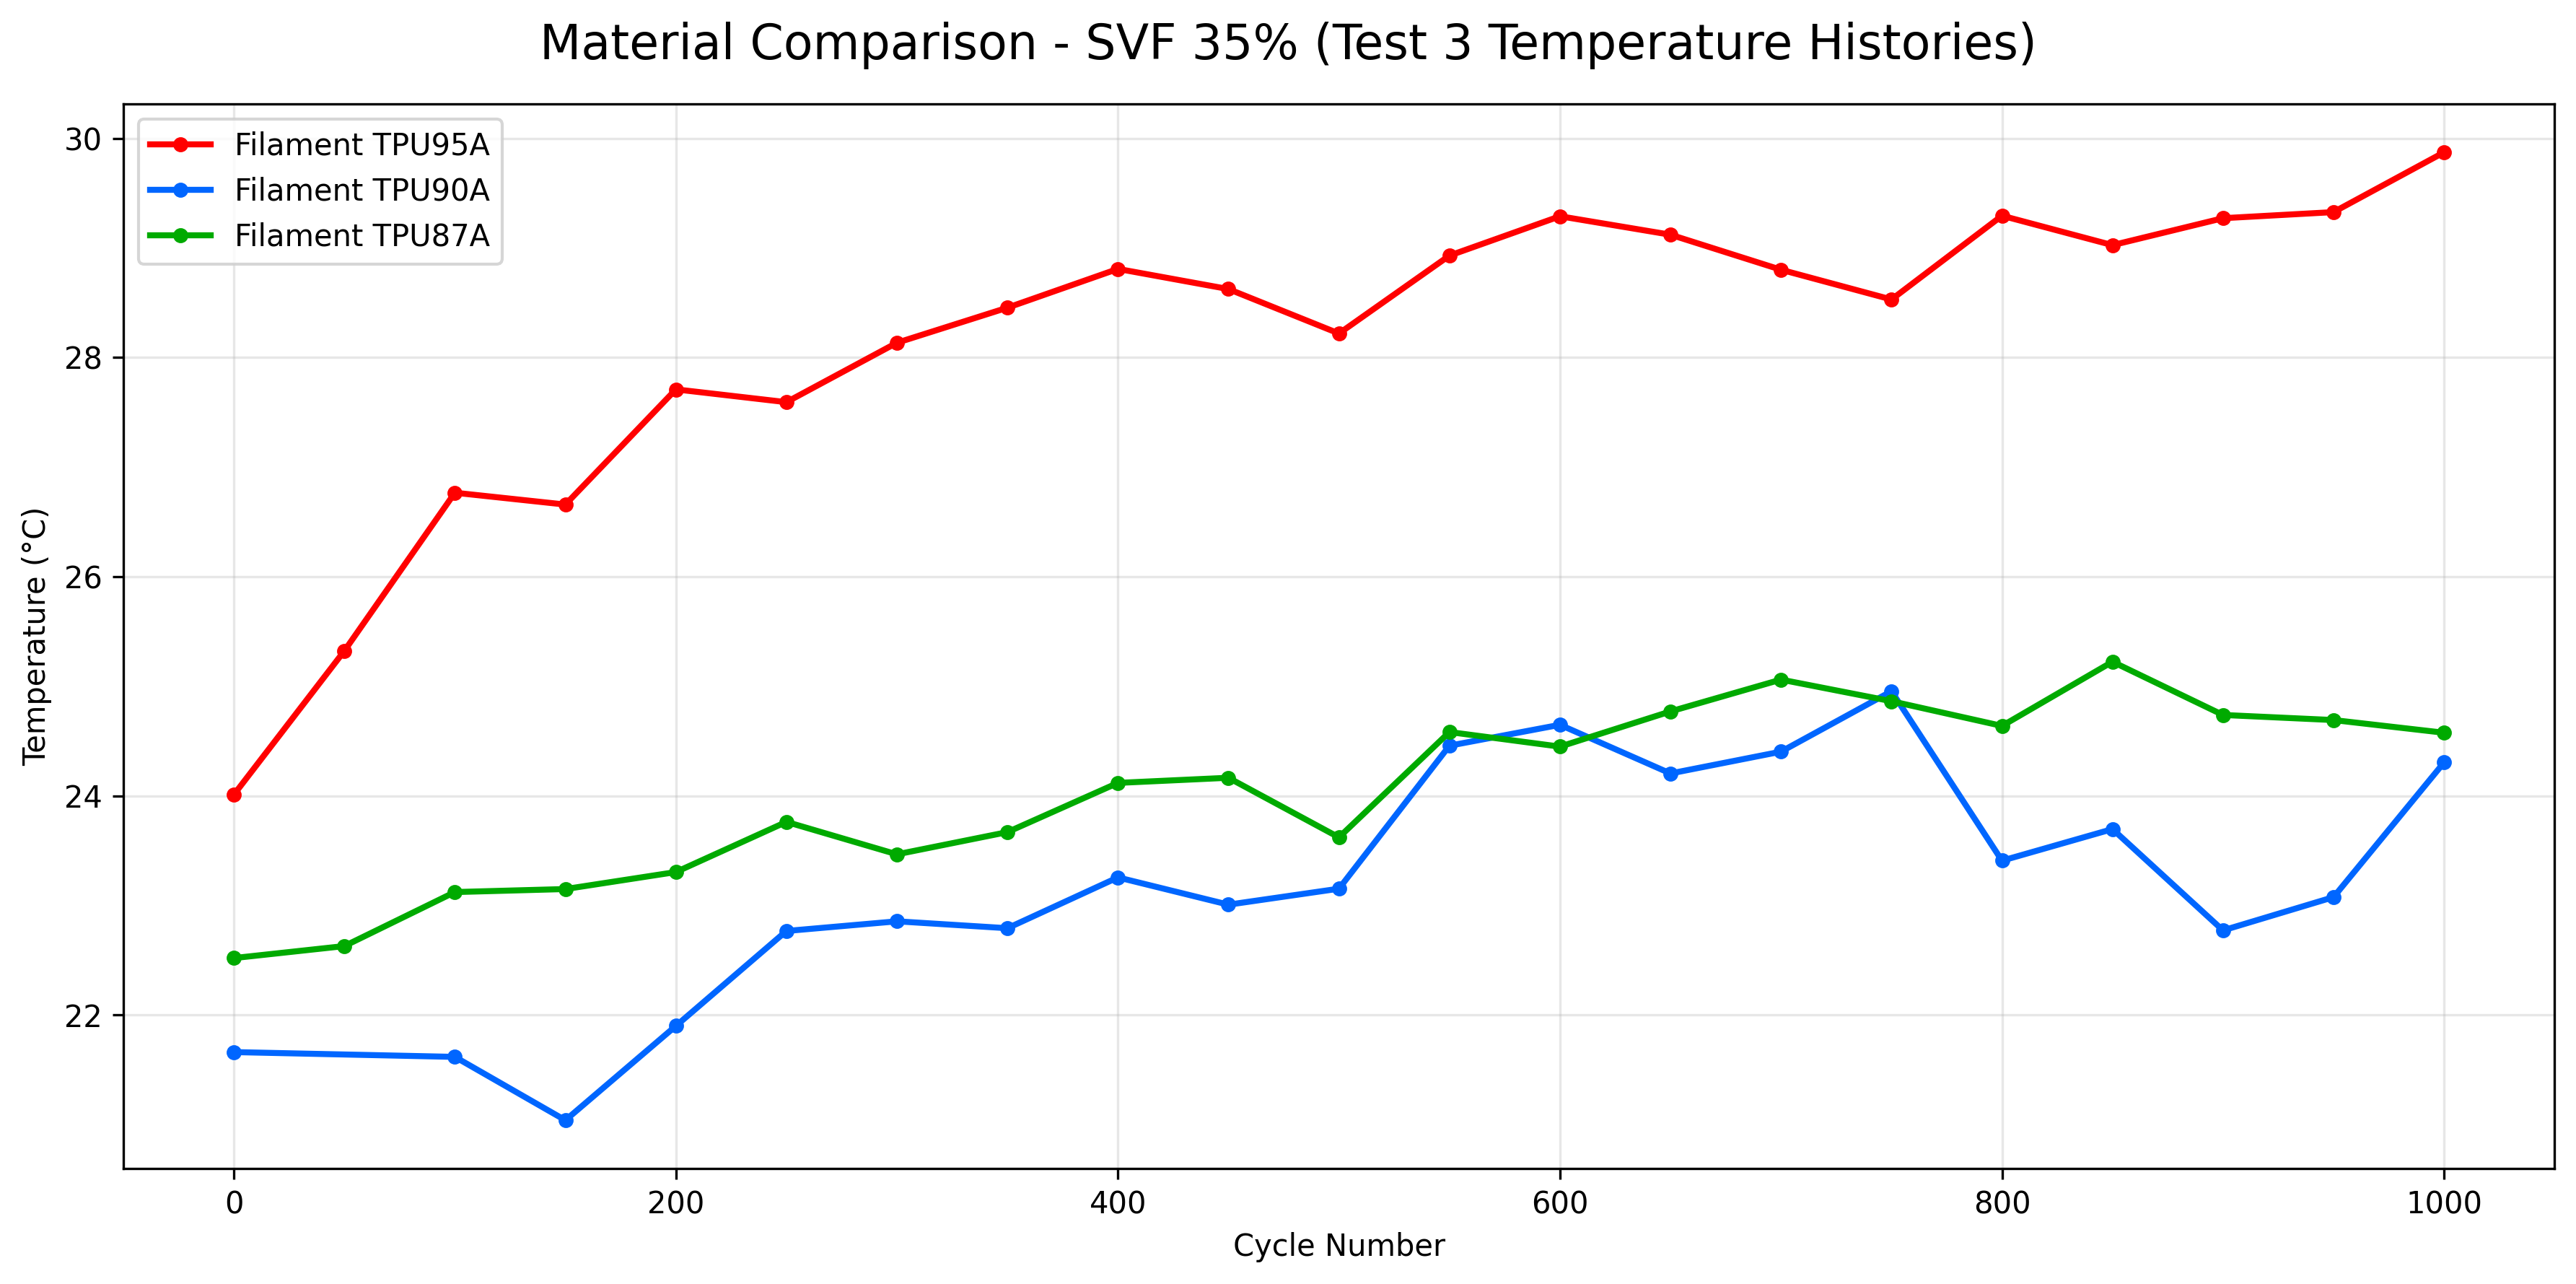 Material Comparison - SVF 35% (Test 3 Temperature Histories)
Filament TPU95A
Filament TPU90A
Filament TPU87A
Temperature (°C)
30
28
26
24
22
0 200 400 600 800 1000
Cycle Number